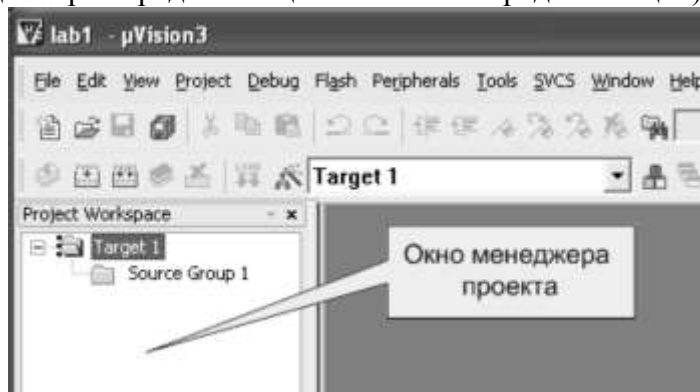 lab1 - µVision3
File Edit View Project Debug Flash Peripherals Tools SVCS Window Help
Target 1
Project Workspace
Target 1
Source Group 1
Окно менеджера
проекта